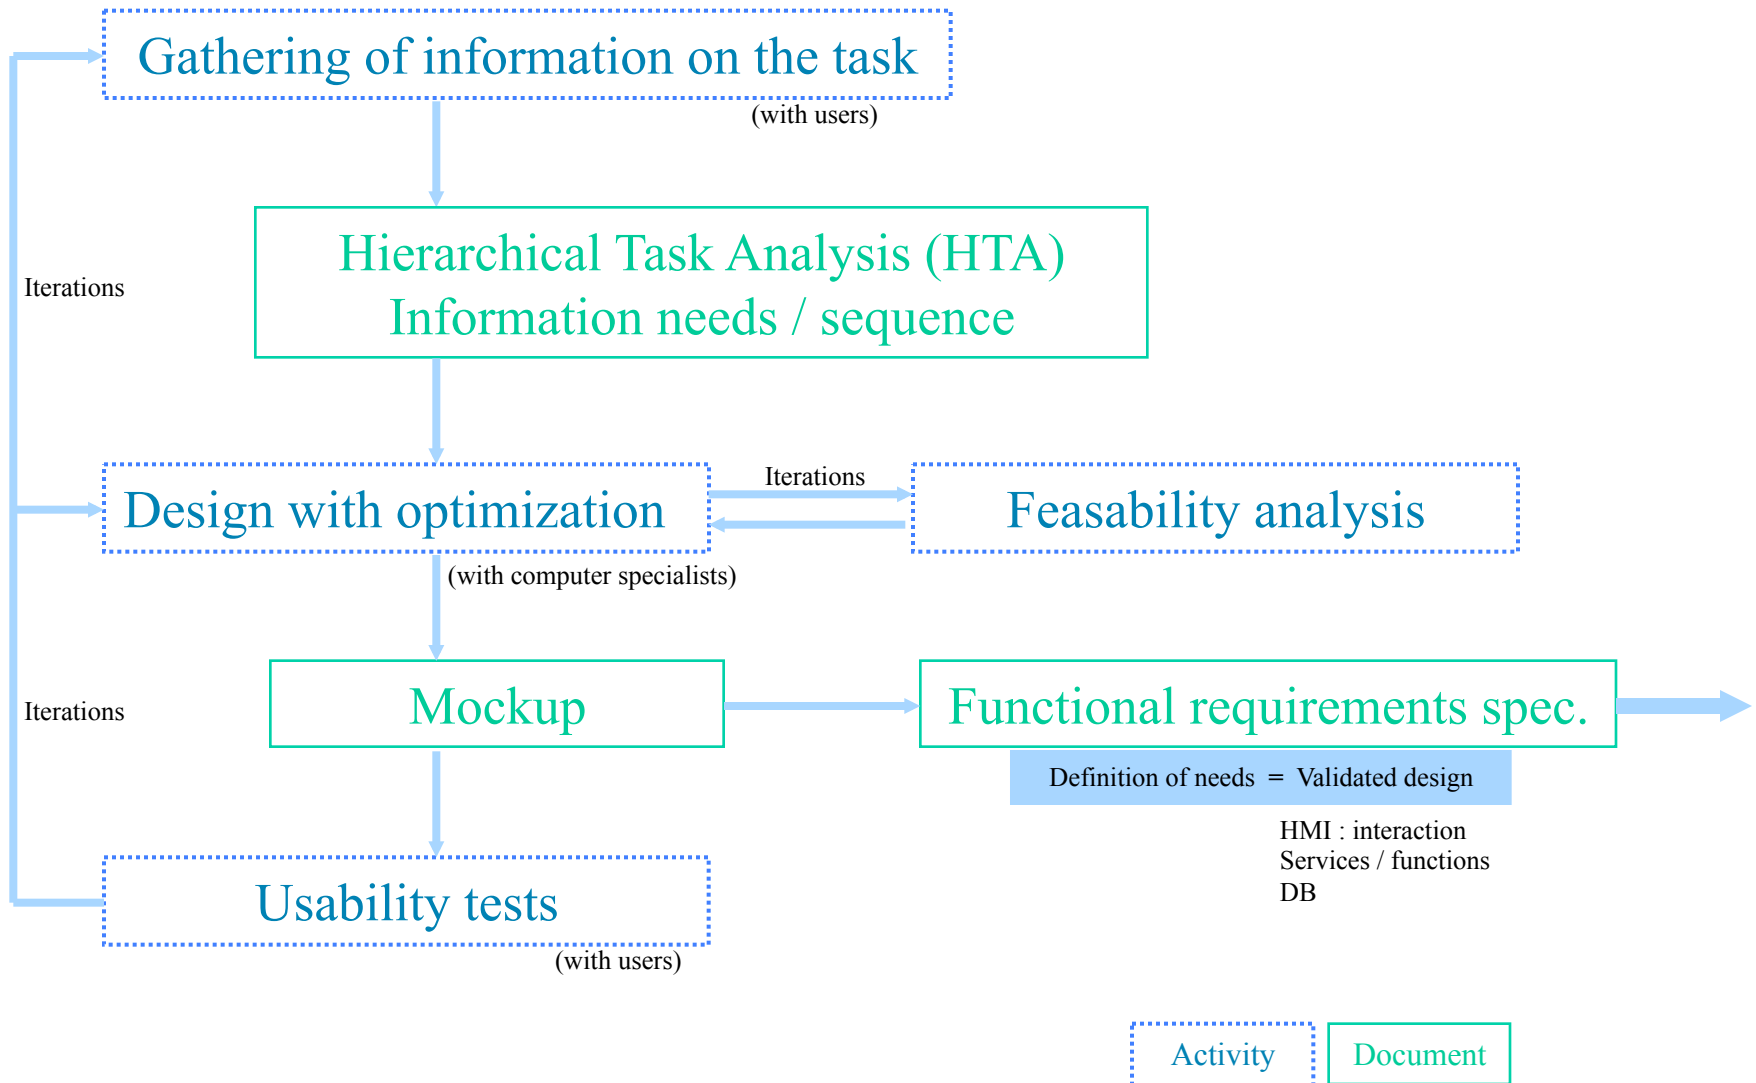 Gathering of information on the task
(with users)
Hierarchical Task Analysis (HTA)
Information needs / sequence
Iterations
Iterations
Design with optimization
Feasability analysis
(with computer specialists)
Mockup
Functional requirements spec.
Iterations
Definition of needs = Validated design
HMI : interaction
Services / functions
DB
Usability tests
(with users)
Activity
Document